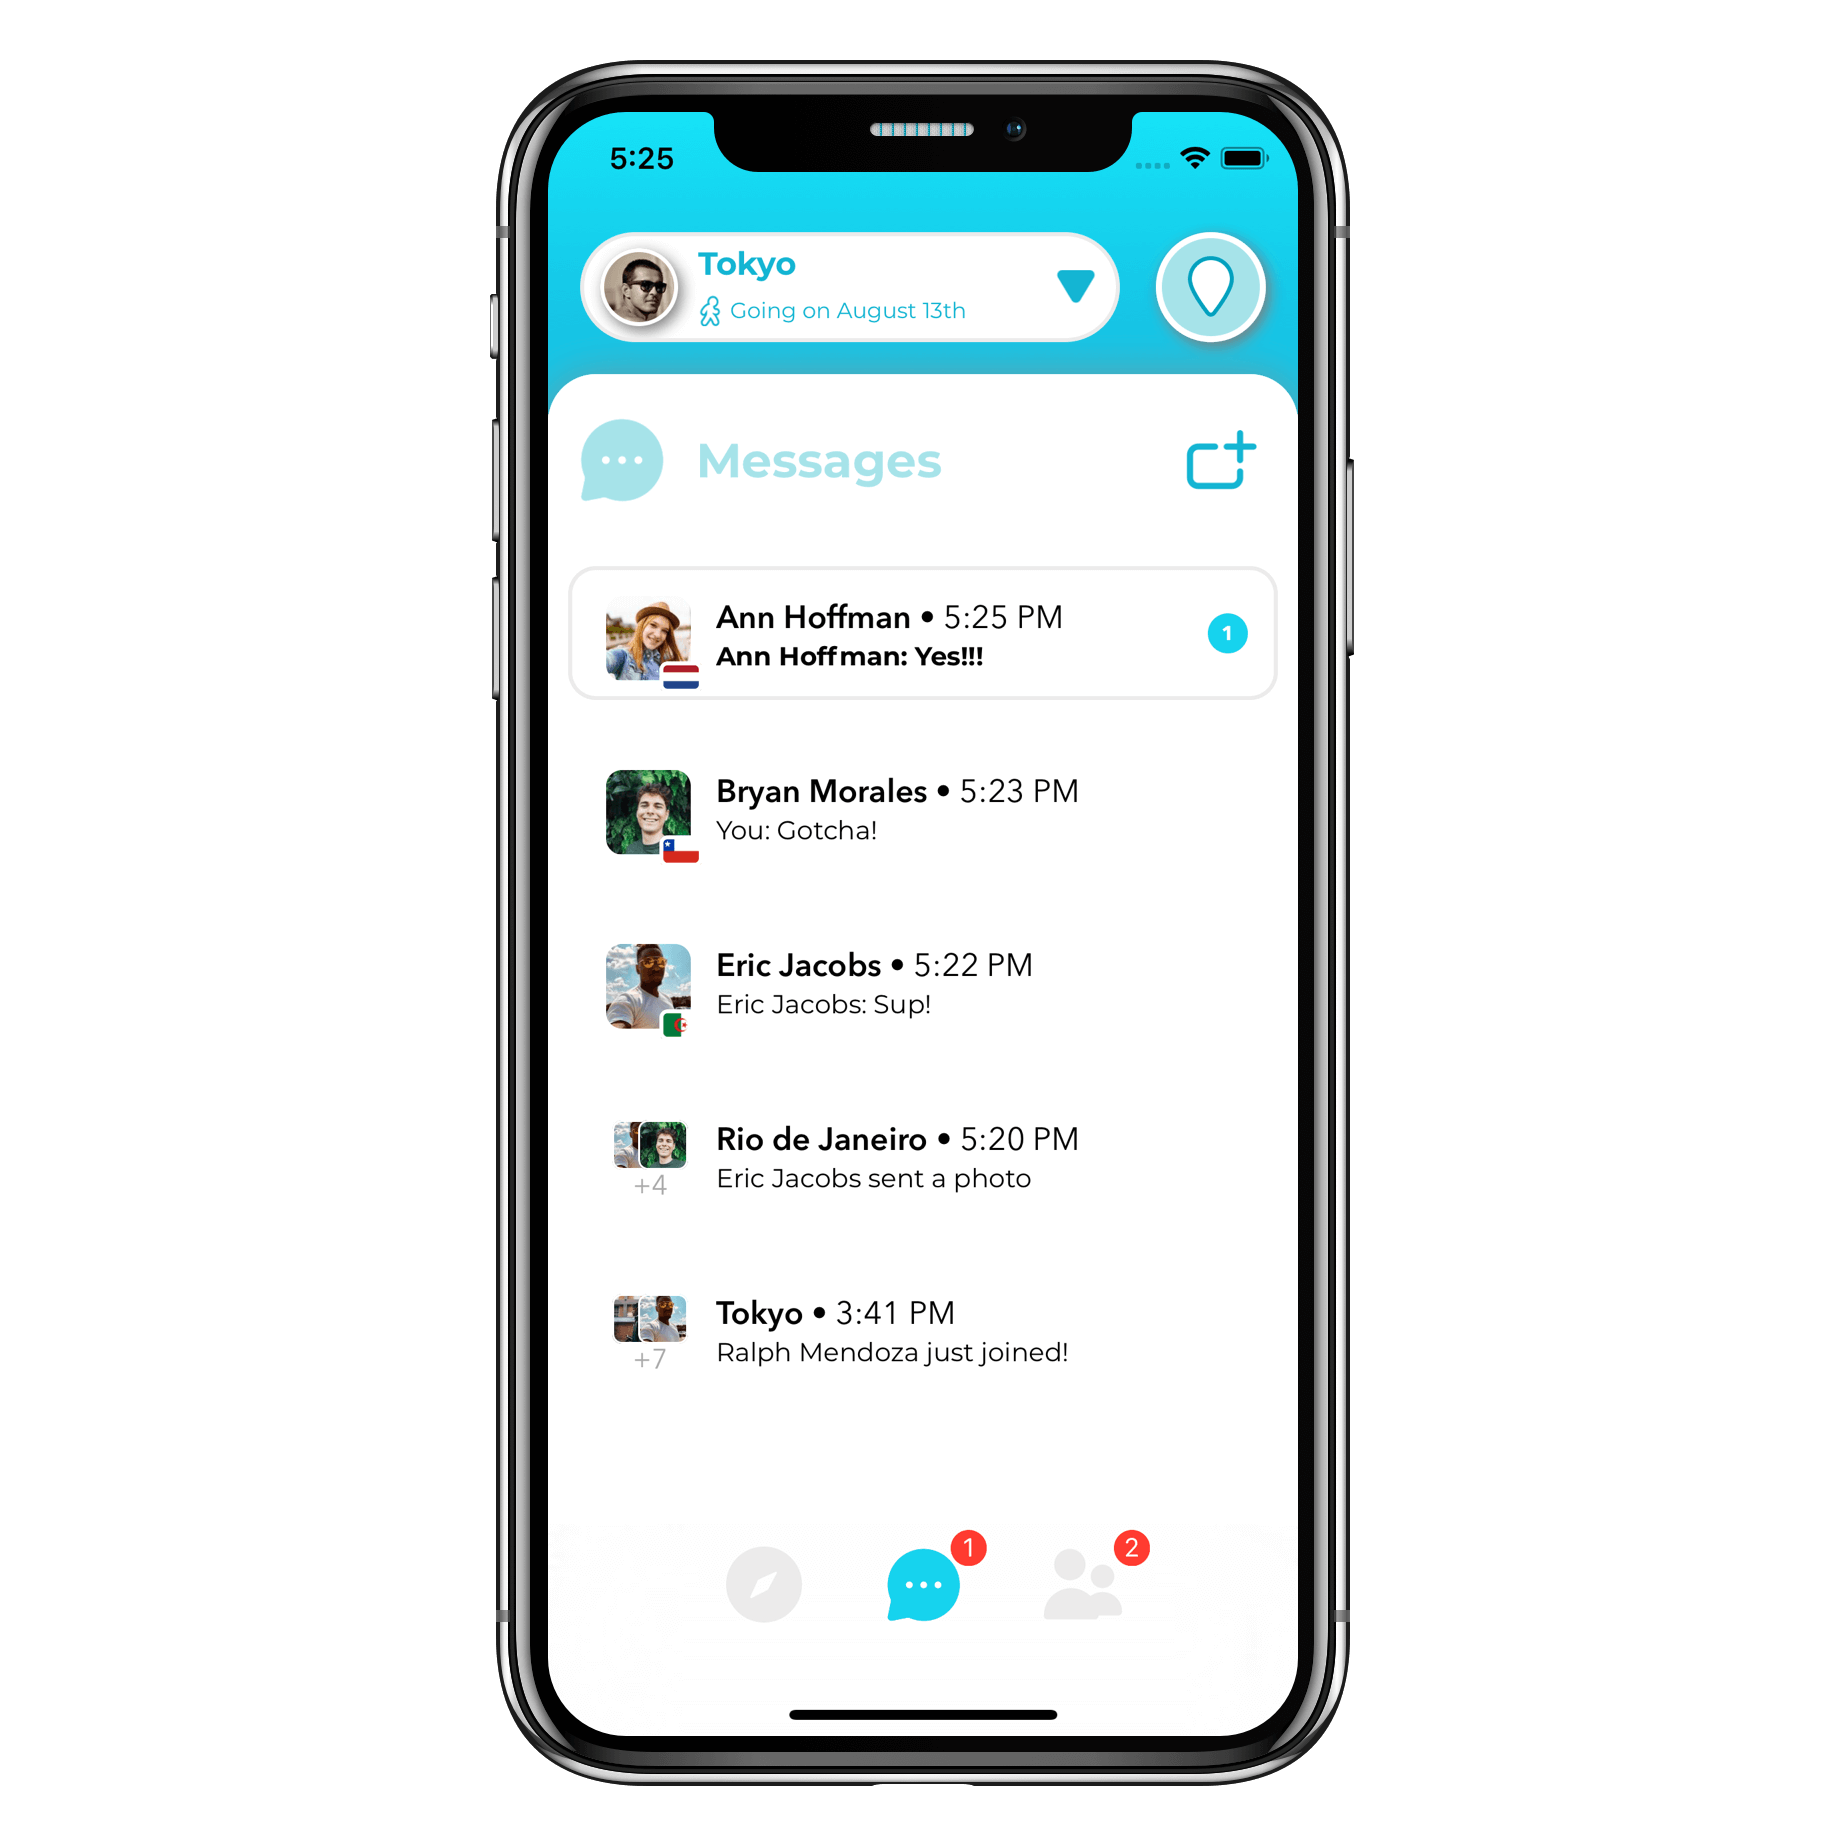 5:25
Tokyo
Going on August 13th
Messages
Ann Hoffman • 5:25 PM
Ann Hoffman: Yes!!!
1
Bryan Morales • 5:23 PM
You: Gotcha!
Eric Jacobs • 5:22 PM
Eric Jacobs: Sup!
Rio de Janeiro • 5:20 PM
Eric Jacobs sent a photo
+4
Tokyo • 3:41 PM
Ralph Mendoza just joined!
+7
1
2